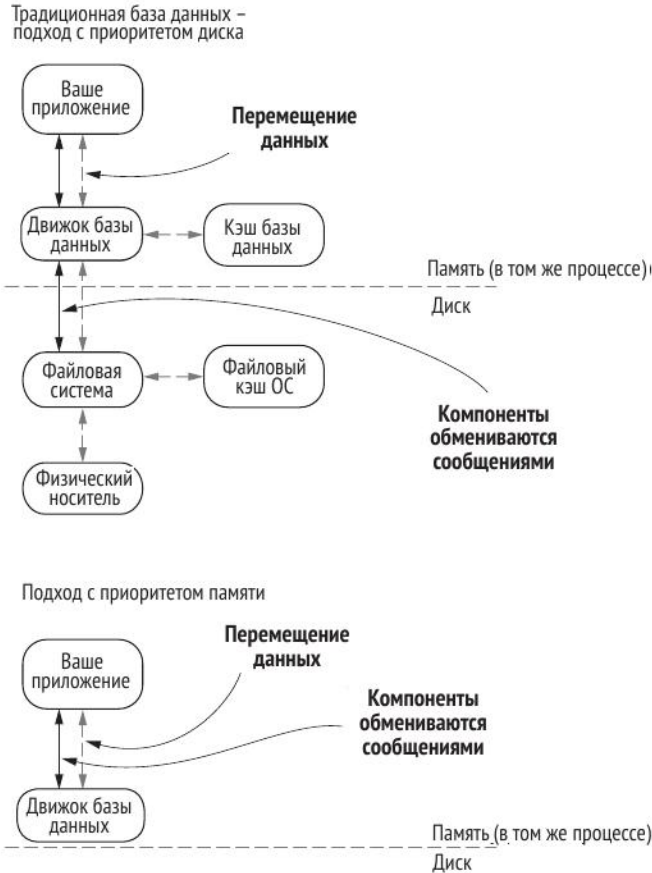 Традиционная база данных –
подход с приоритетом диска
Ваше
приложение
Перемещение
данных
Движок базы
данных
Кэш базы
данных
Память (в том же процессе)
Диск
Файловая
система
Файловый
кэш ОС
Компоненты
обмениваются
сообщениями
Физический
носитель
Подход с приоритетом памяти
Ваше
приложение
Перемещение
данных
Компоненты
обмениваются
сообщениями
Движок базы
данных
Память (в том же процессе)
Диск